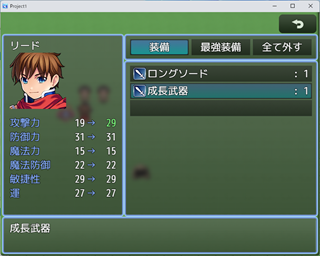 Project1
装備 最強装備 全て外す
リード
ロングソード : 1
成長武器 : 1
攻撃力 19 → 29
防御力 31 → 31
魔法力 15 → 15
魔法防御 22 → 22
敏捷性 29 → 29
運 27 → 27
成長武器